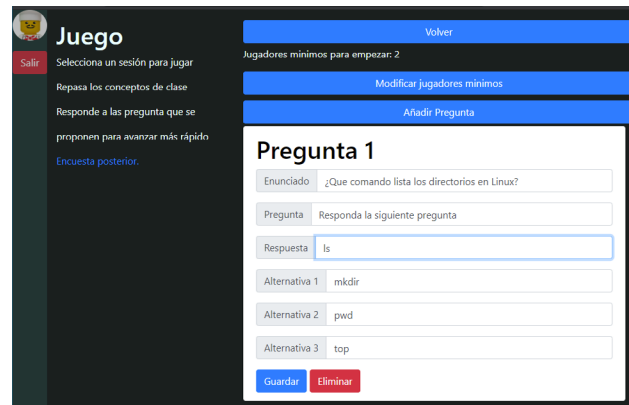 Salir
Juego
Selecciona un sesión para jugar
Repasa los conceptos de clase
Responde a las pregunta que se
proponen para avanzar más rápido
Encuesta posterior.
Volver
Jugadores minimos para empezar: 2
Modificar jugadores minimos
Añadir Pregunta
Pregunta 1
Enunciado ¿Que comando lista los directorios en Linux?
Pregunta Responda la siguiente pregunta
Respuesta ls
Alternativa 1 mkdir
Alternativa 2 pwd
Alternativa 3 top
Guardar Eliminar